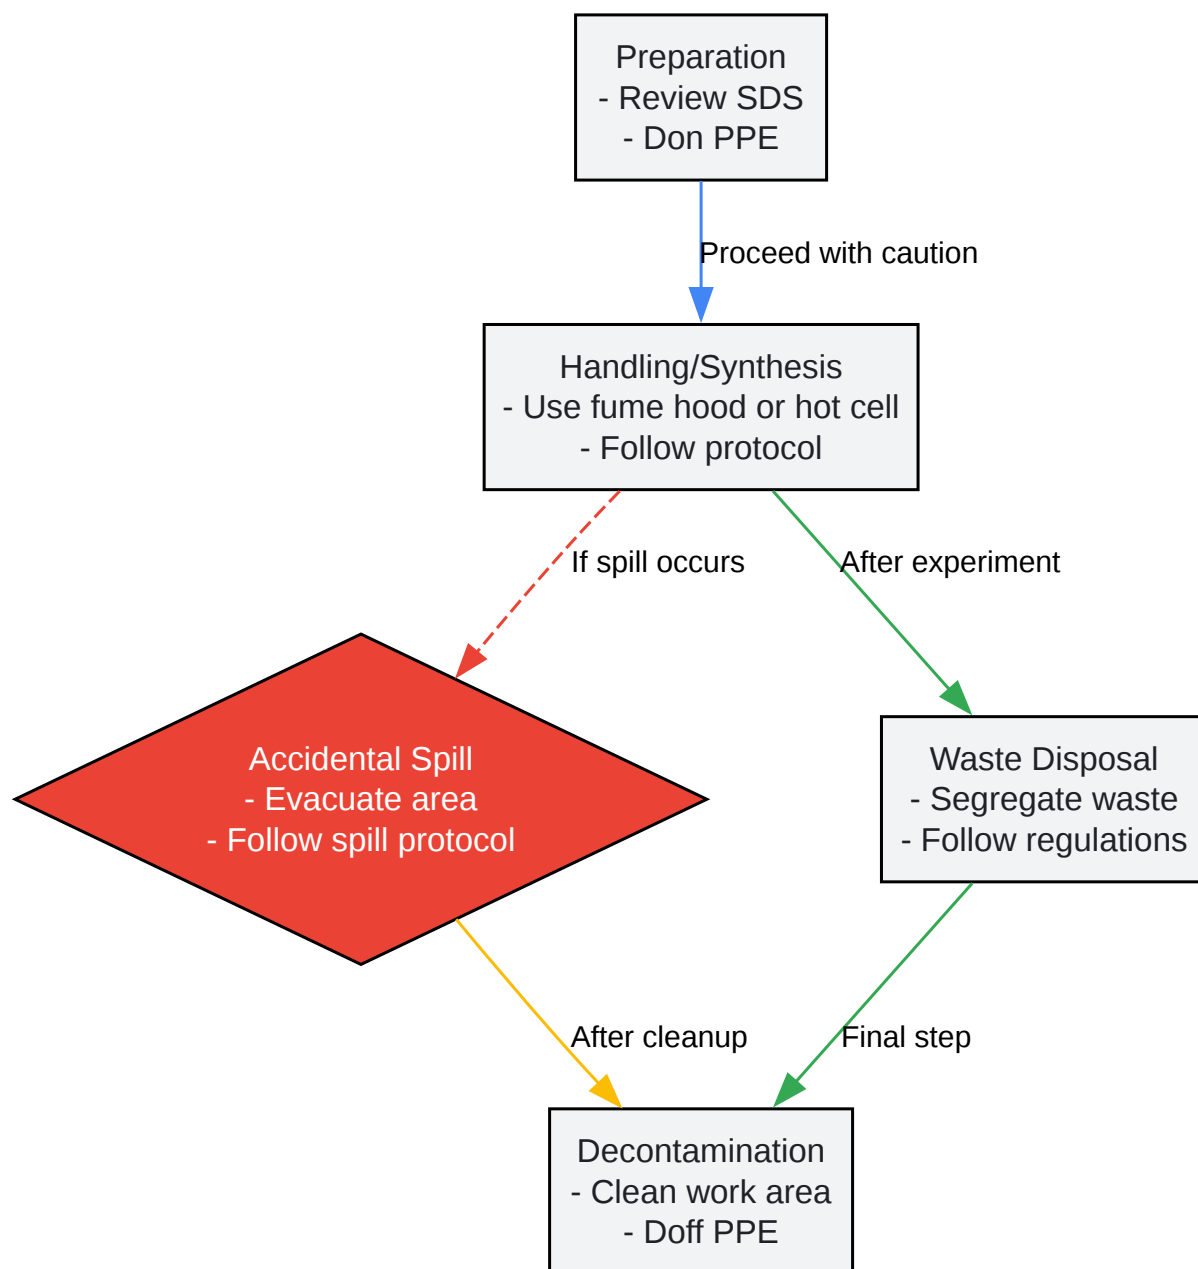 Preparation
- Review SDS
- Don PPE
Proceed with caution
Handling/Synthesis
- Use fume hood or hot cell
- Follow protocol
If spill occurs
After experiment
Accidental Spill
- Evacuate area
- Follow spill protocol
Waste Disposal
- Segregate waste
- Follow regulations
After cleanup
Final step
Decontamination
- Clean work area
- Doff PPE